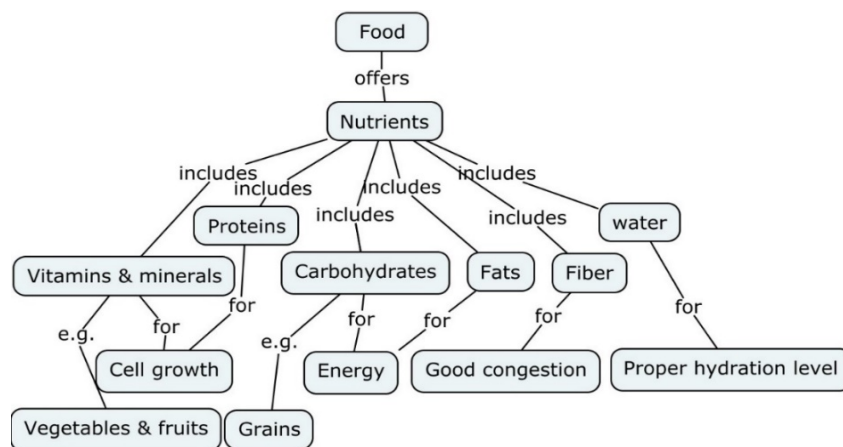 Food
offers
Nutrients
includes
includes
includes
includes
includes
includes
Proteins
water
Vitamins & minerals
Carbohydrates
Fats
Fiber
for
for
e.g.
for
e.g.
for
for
for
Cell growth
Energy
Good congestion
Proper hydration level
Vegetables & fruits
Grains